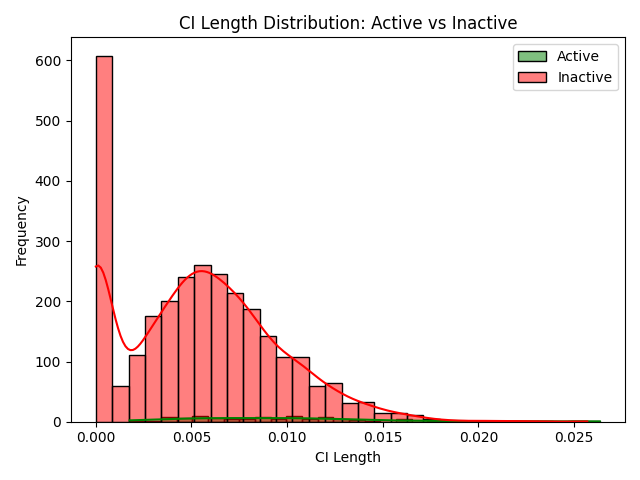 CI Length Distribution: Active vs Inactive
Active
Inactive
Frequency
600
500
400
300
200
100
0
0.000
0.005
0.010
0.015
0.020
0.025
CI Length